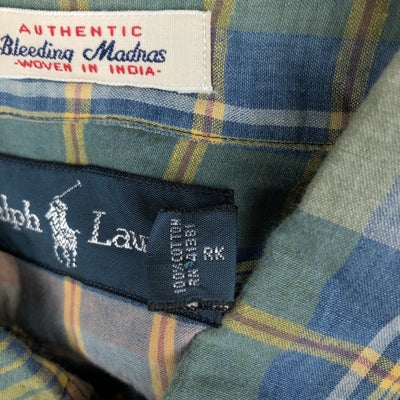 AUTHENTIC
Bleeding Madras
-WOVEN IN INDIA-
alph Lau
100% COTTON
RN 41381
RK